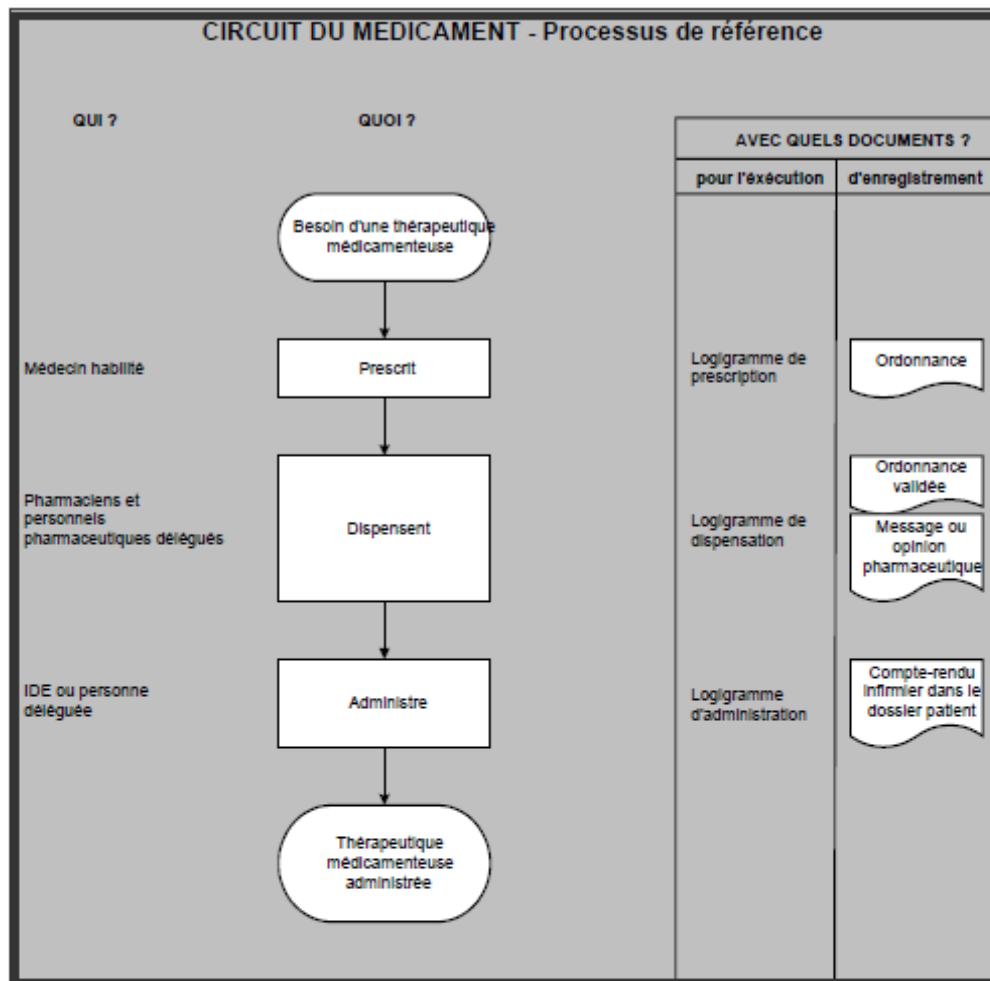 CIRCUIT DU MEDICAMENT - Processus de référence
QUI ?
QUOI ?
AVEC QUELS DOCUMENTS ?
pour l'éxécution
d'enregistrement
Besoin d'une thérapeutique
médicamenteuse
Médecin habilité
Prescrit
Logigramme de
prescription
Ordonnance
Pharmaciens et
personnels
pharmaceutiques délégués
Dispensent
Logigramme de
dispensation
Ordonnance
validée
Message ou
opinion
pharmaceutique
IDE ou personne
déléguée
Administre
Logigramme
d'administration
Compte-rendu
infirmier dans le
dossier patient
Thérapeutique
médicamenteuse
administrée